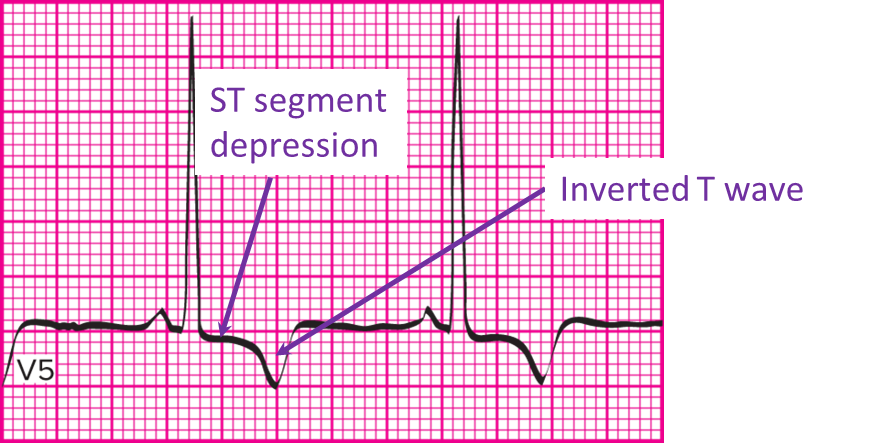 ST segment
depression
Inverted T wave
V5